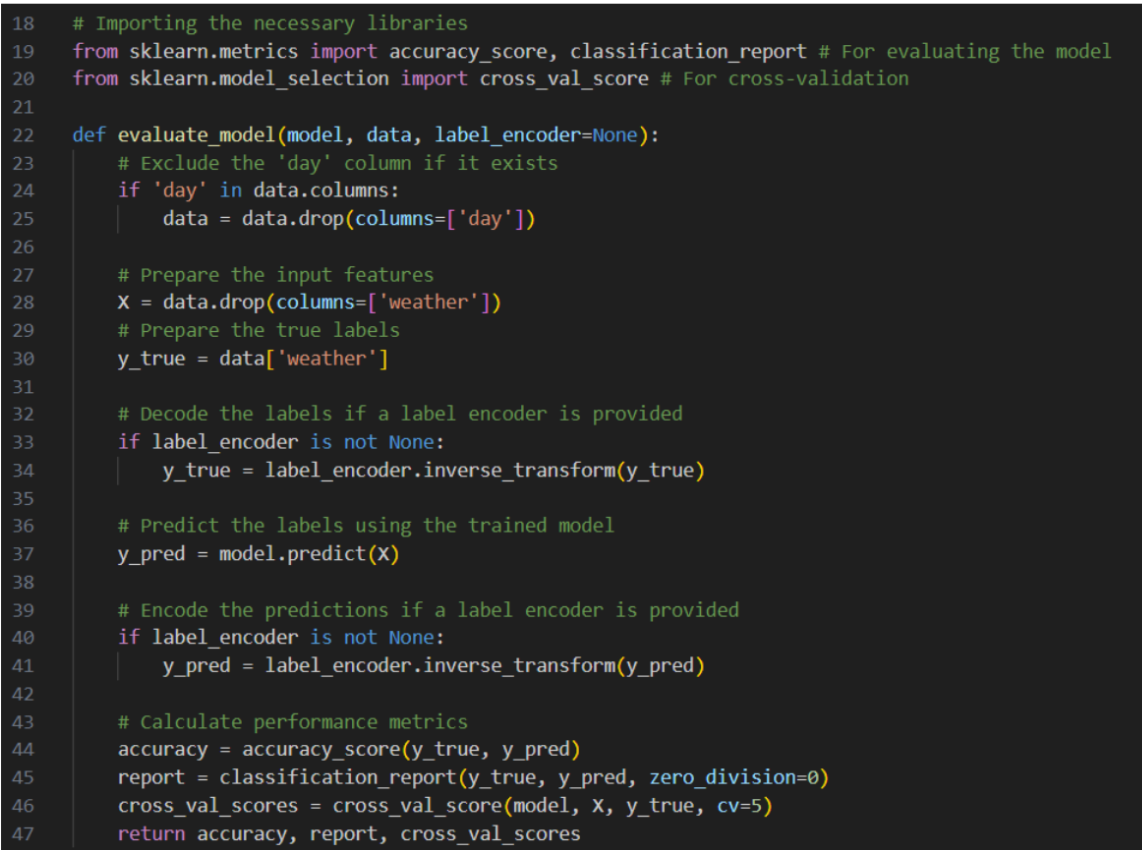 18 # Importing the necessary libraries
19 from sklearn.metrics import accuracy_score, classification_report # For evaluating the model
20 from sklearn.model_selection import cross_val_score # For cross-validation
21
22 def evaluate_model(model, data, label_encoder=None):
23     # Exclude the 'day' column if it exists
24     if 'day' in data.columns:
25         data = data.drop(columns=['day'])
26
27     # Prepare the input features
28     X = data.drop(columns=['weather'])
29     # Prepare the true labels
30     y_true = data['weather']
31
32     # Decode the labels if a label encoder is provided
33     if label_encoder is not None:
34         y_true = label_encoder.inverse_transform(y_true)
35
36     # Predict the labels using the trained model
37     y_pred = model.predict(X)
38
39     # Encode the predictions if a label encoder is provided
40     if label_encoder is not None:
41         y_pred = label_encoder.inverse_transform(y_pred)
42
43     # Calculate performance metrics
44     accuracy = accuracy_score(y_true, y_pred)
45     report = classification_report(y_true, y_pred, zero_division=0)
46     cross_val_scores = cross_val_score(model, X, y_true, cv=5)
47     return accuracy, report, cross_val_scores